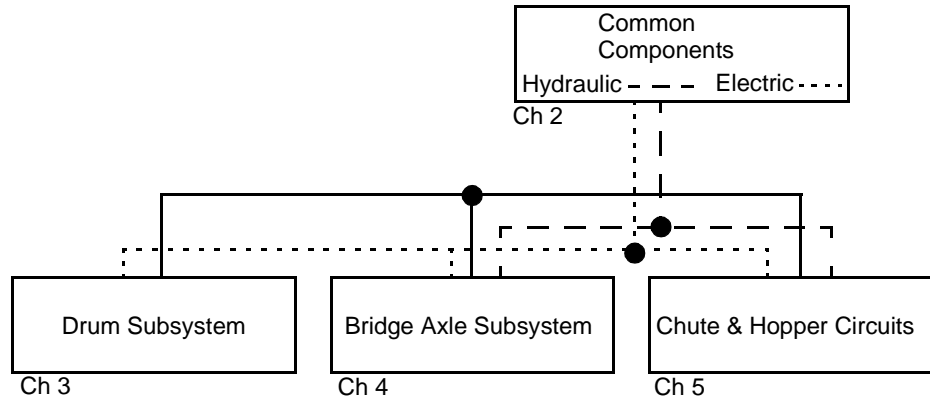 Common
Components
Hydraulic
Electric
Ch 2
Drum Subsystem
Bridge Axle Subsystem
Chute & Hopper Circuits
Ch 3
Ch 4
Ch 5